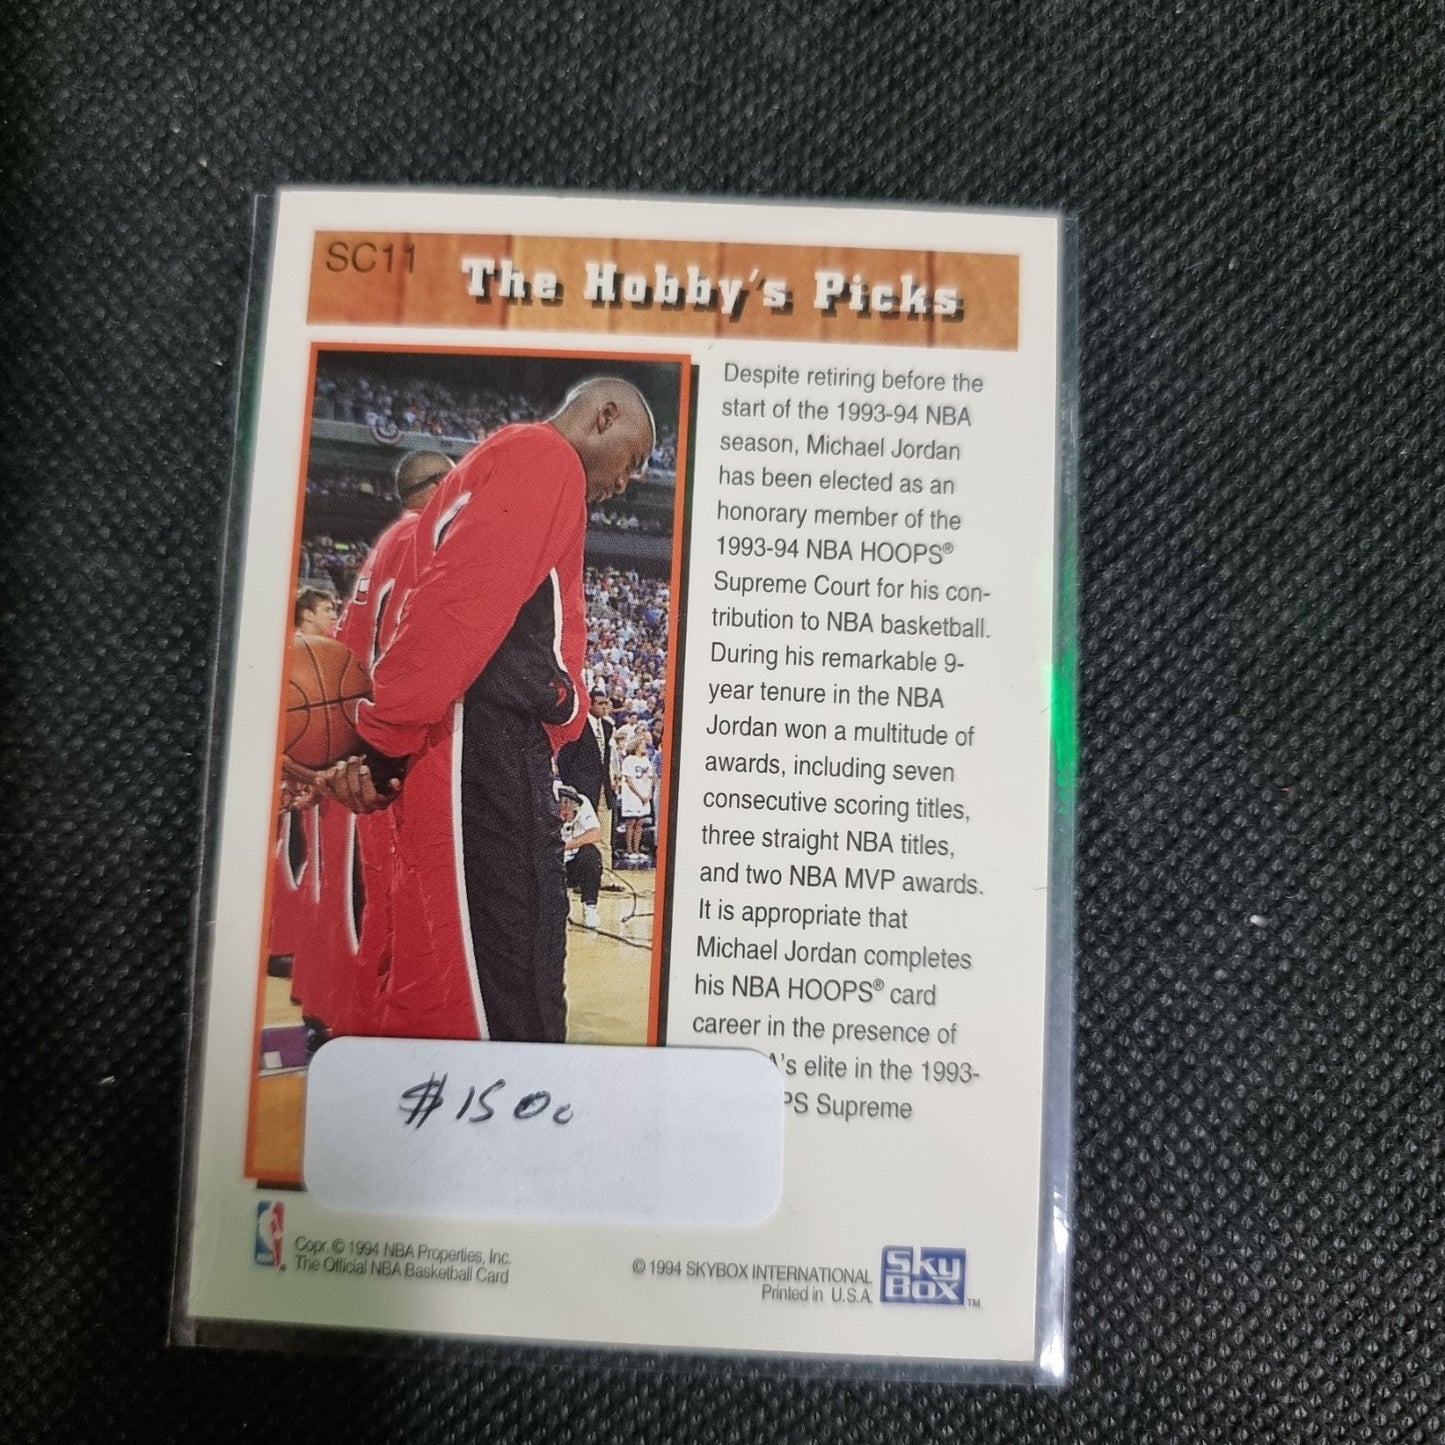 SC11
The Hobby's Picks
Despite retiring before the
start of the 1993-94 NBA
season, Michael Jordan
has been elected as an
honorary member of the
1993-94 NBA HOOPS®
Supreme Court for his con-
tribution to NBA basketball.
During his remarkable 9-
year tenure in the NBA
Jordan won a multitude of
awards, including seven
consecutive scoring titles,
three straight NBA titles,
and two NBA MVP awards.
It is appropriate that
Michael Jordan completes
his NBA HOOPS® card
career in the presence of
A's elite in the 1993-
PS Supreme
$1500
NBA
Copr. © 1994 NBA Properties, Inc.
The Official NBA Basketball Card
© 1994 SKYBOX INTERNATIONAL
Printed in U.S.A.
SkyBOX™